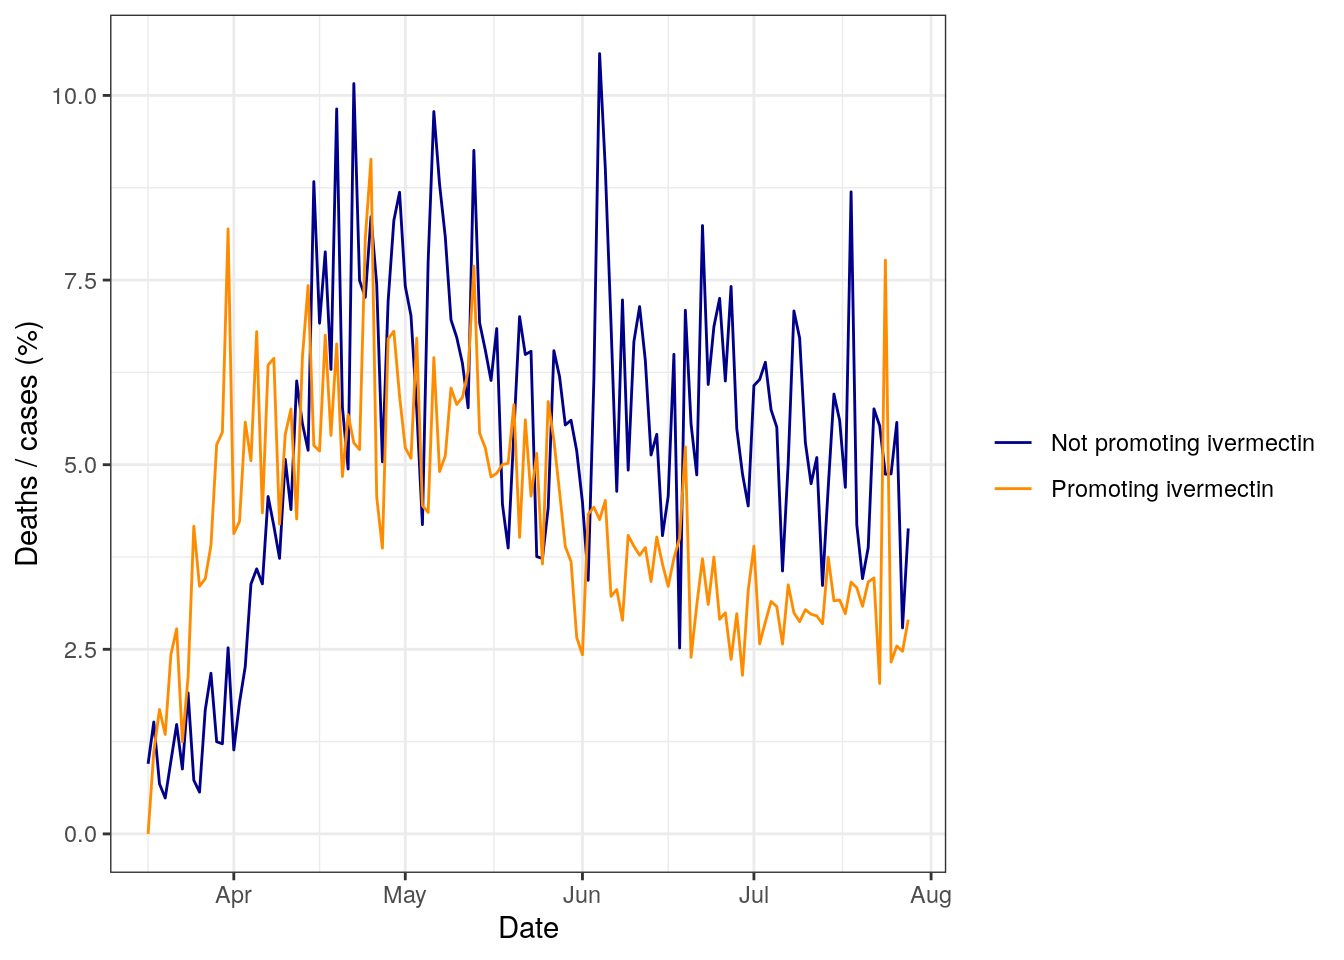 10.0
7.5
5.0
2.5
0.0
Deaths / cases (%)
Apr
May
Jun
Jul
Aug
Date
Not promoting ivermectin
Promoting ivermectin